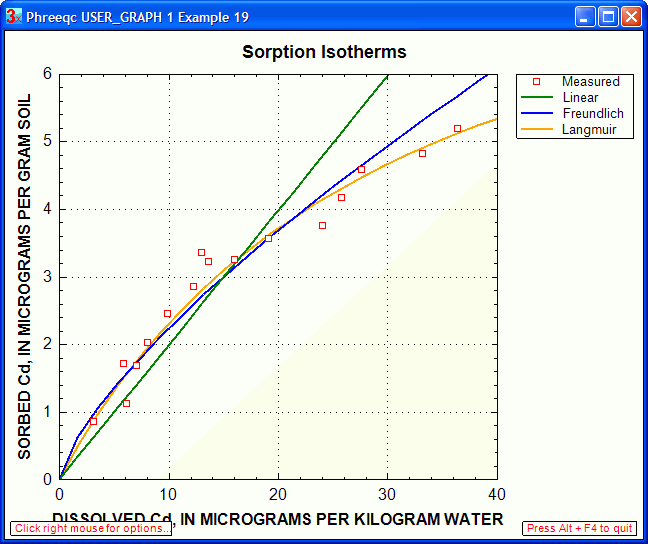 3x Phreeqc USER_GRAPH 1 Example 19
Sorption Isotherms
Measured
Linear
Freundlich
Langmuir
SORBED Cd, IN MICROGRAMS PER GRAM SOIL
6
5
4
3
2
1
0
0 10 20 30 40
DISSOLVED Cd, IN MICROGRAMS PER KILOGRAM WATER
Click right mouse for options...
Press Alt + F4 to quit